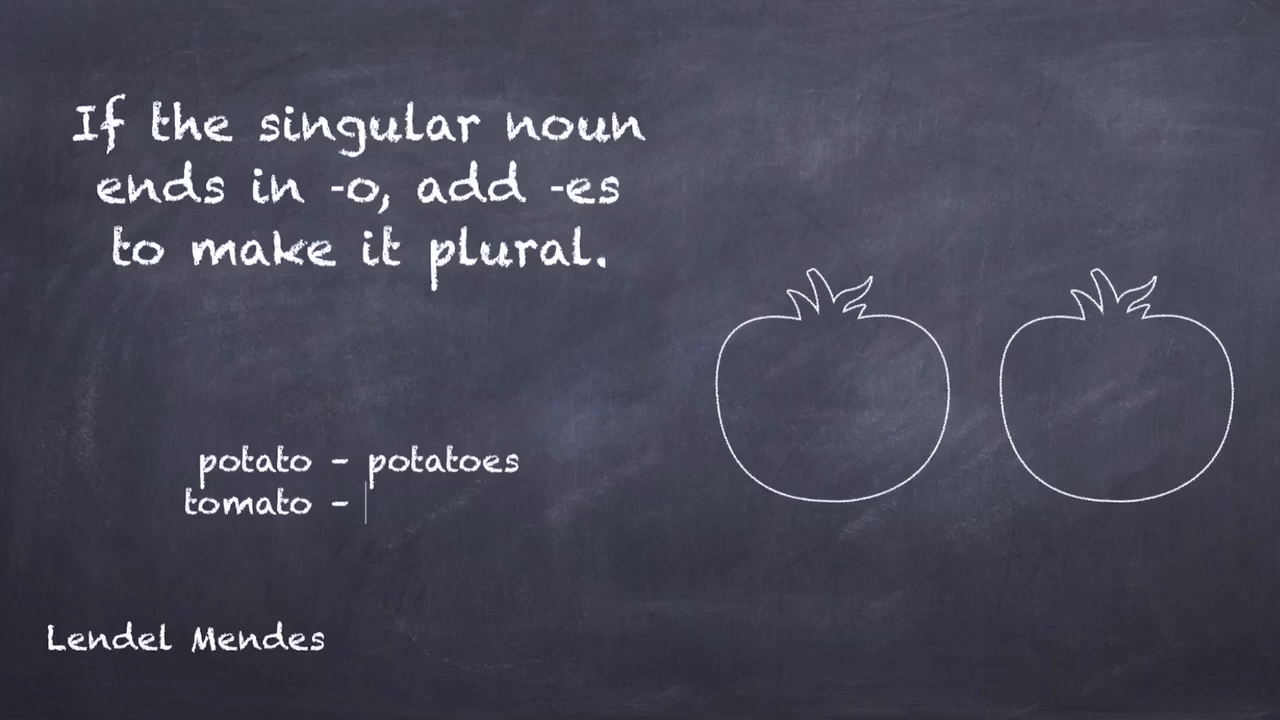 If the singular noun
ends in -o, add -es
to make it plural.
potato - potatoes
tomato -
Lendel Mendes